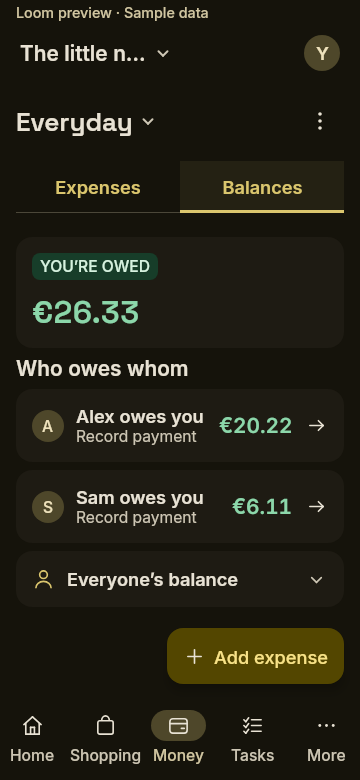 Loom preview · Sample data
The little n...
Y
Everyday
Expenses
Balances
YOU'RE OWED
€26.33
Who owes whom
A
Alex owes you
Record payment
€20.22
S
Sam owes you
Record payment
€6.11
Everyone's balance
Add expense
Home
Shopping
Money
Tasks
More